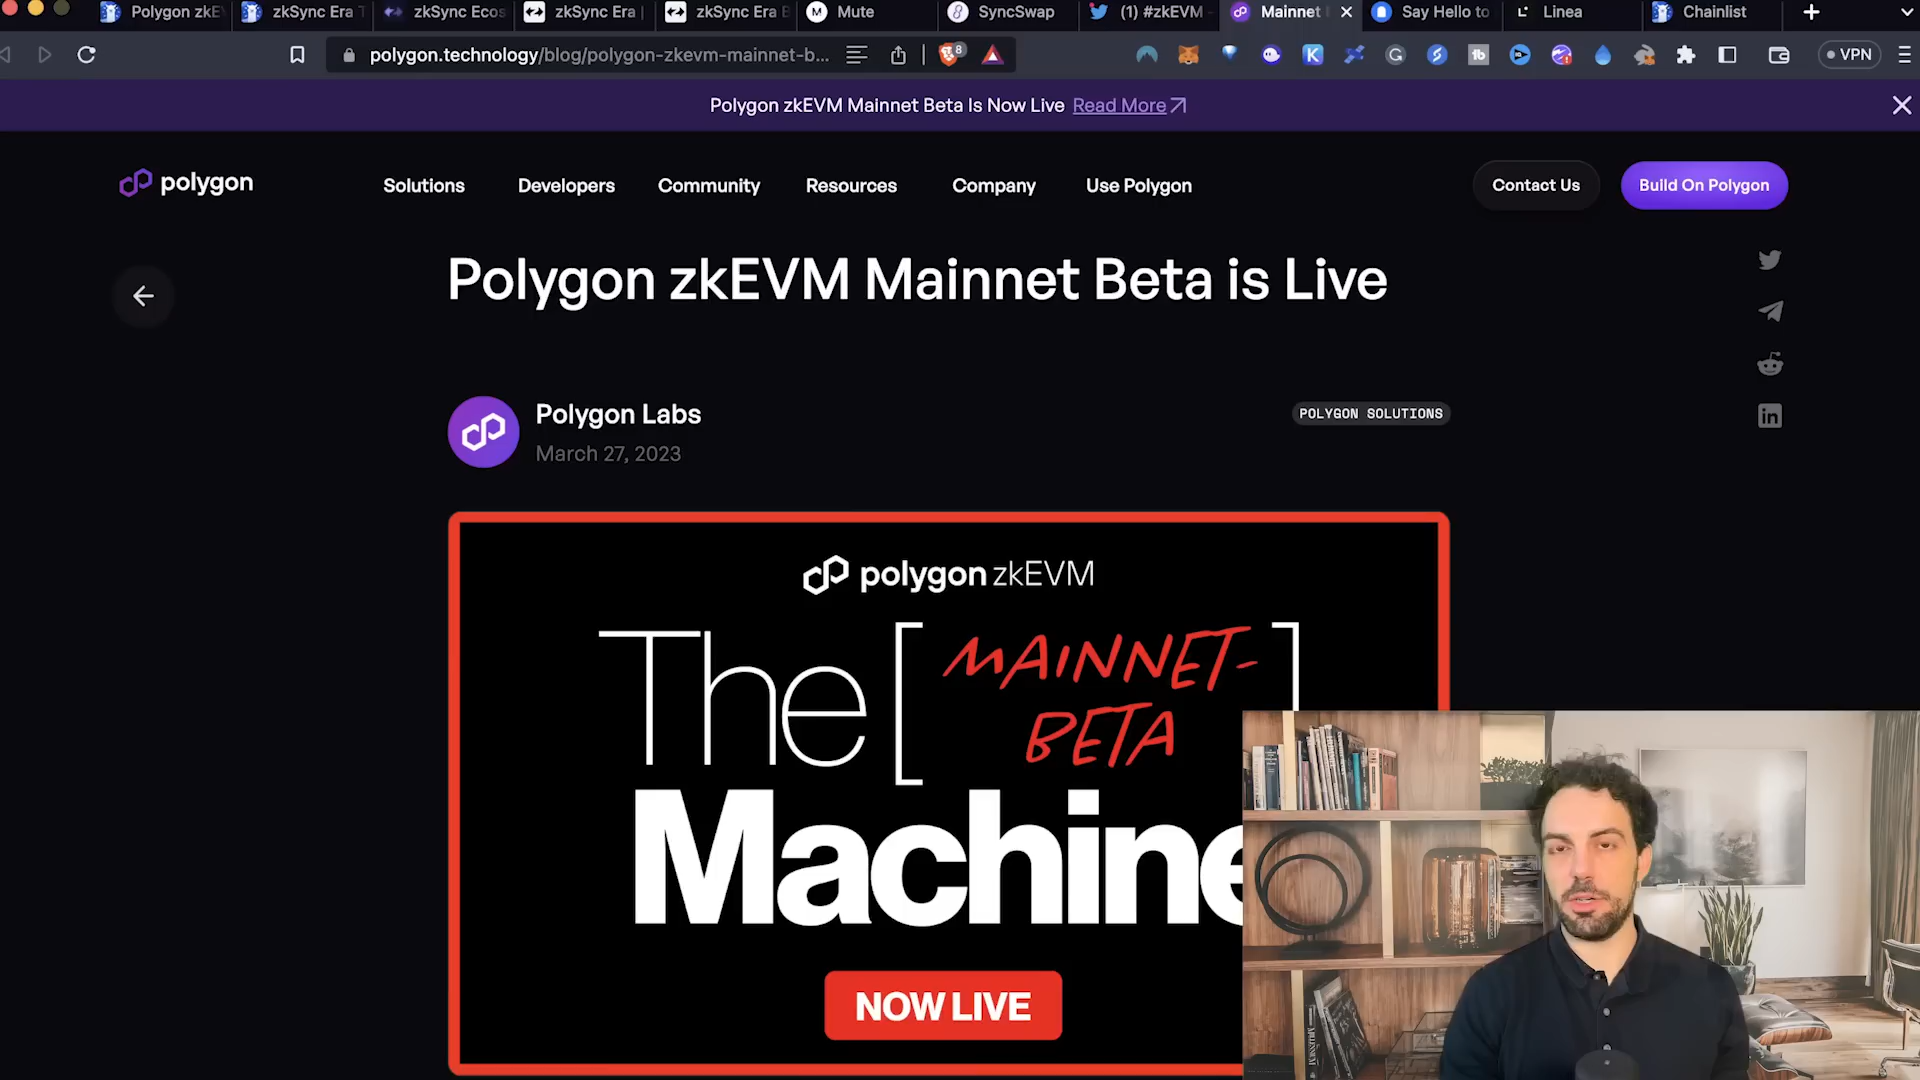 Polygon zkE
zkSync Era T
zkSync Ecos
zkSync Era
zkSync Era B
Mute
SyncSwap
(1) #zkEVM -
Mainnet
Say Hello to
Linea
Chainlist
polygon.technology/blog/polygon-zkevm-mainnet-b...
8
VPN
Polygon zkEVM Mainnet Beta Is Now Live Read More
polygon
Solutions
Developers
Community
Resources
Company
Use Polygon
Contact Us
Build On Polygon
Polygon zkEVM Mainnet Beta is Live
Polygon Labs
March 27, 2023
POLYGON SOLUTIONS
polygon zkEVM
The [MAINNET-
BETA]
Machine
NOW LIVE